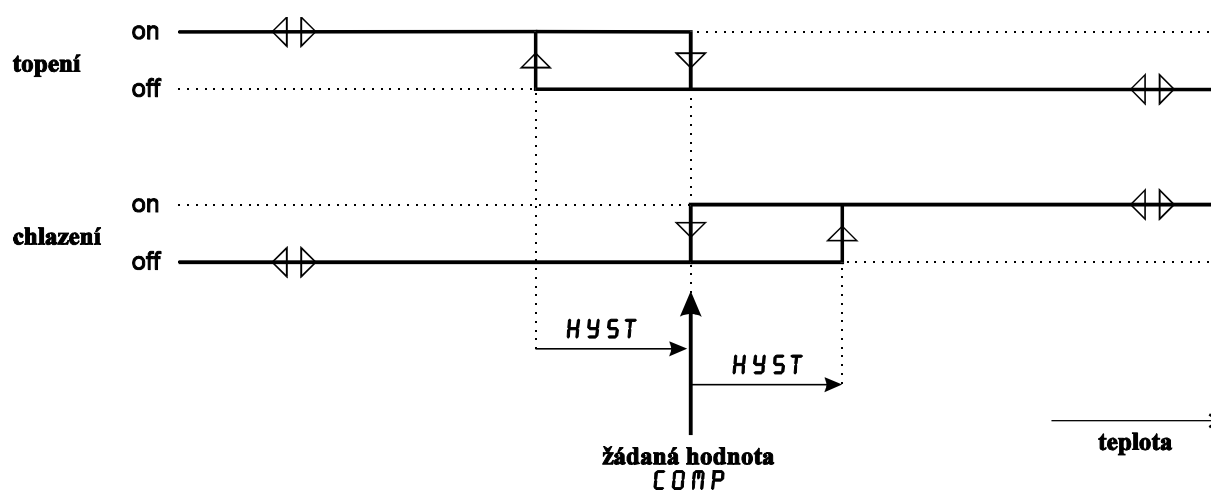 on
topení
off
on
chlazení
off
HYST
HYST
teplota
žádaná hodnota
COMP